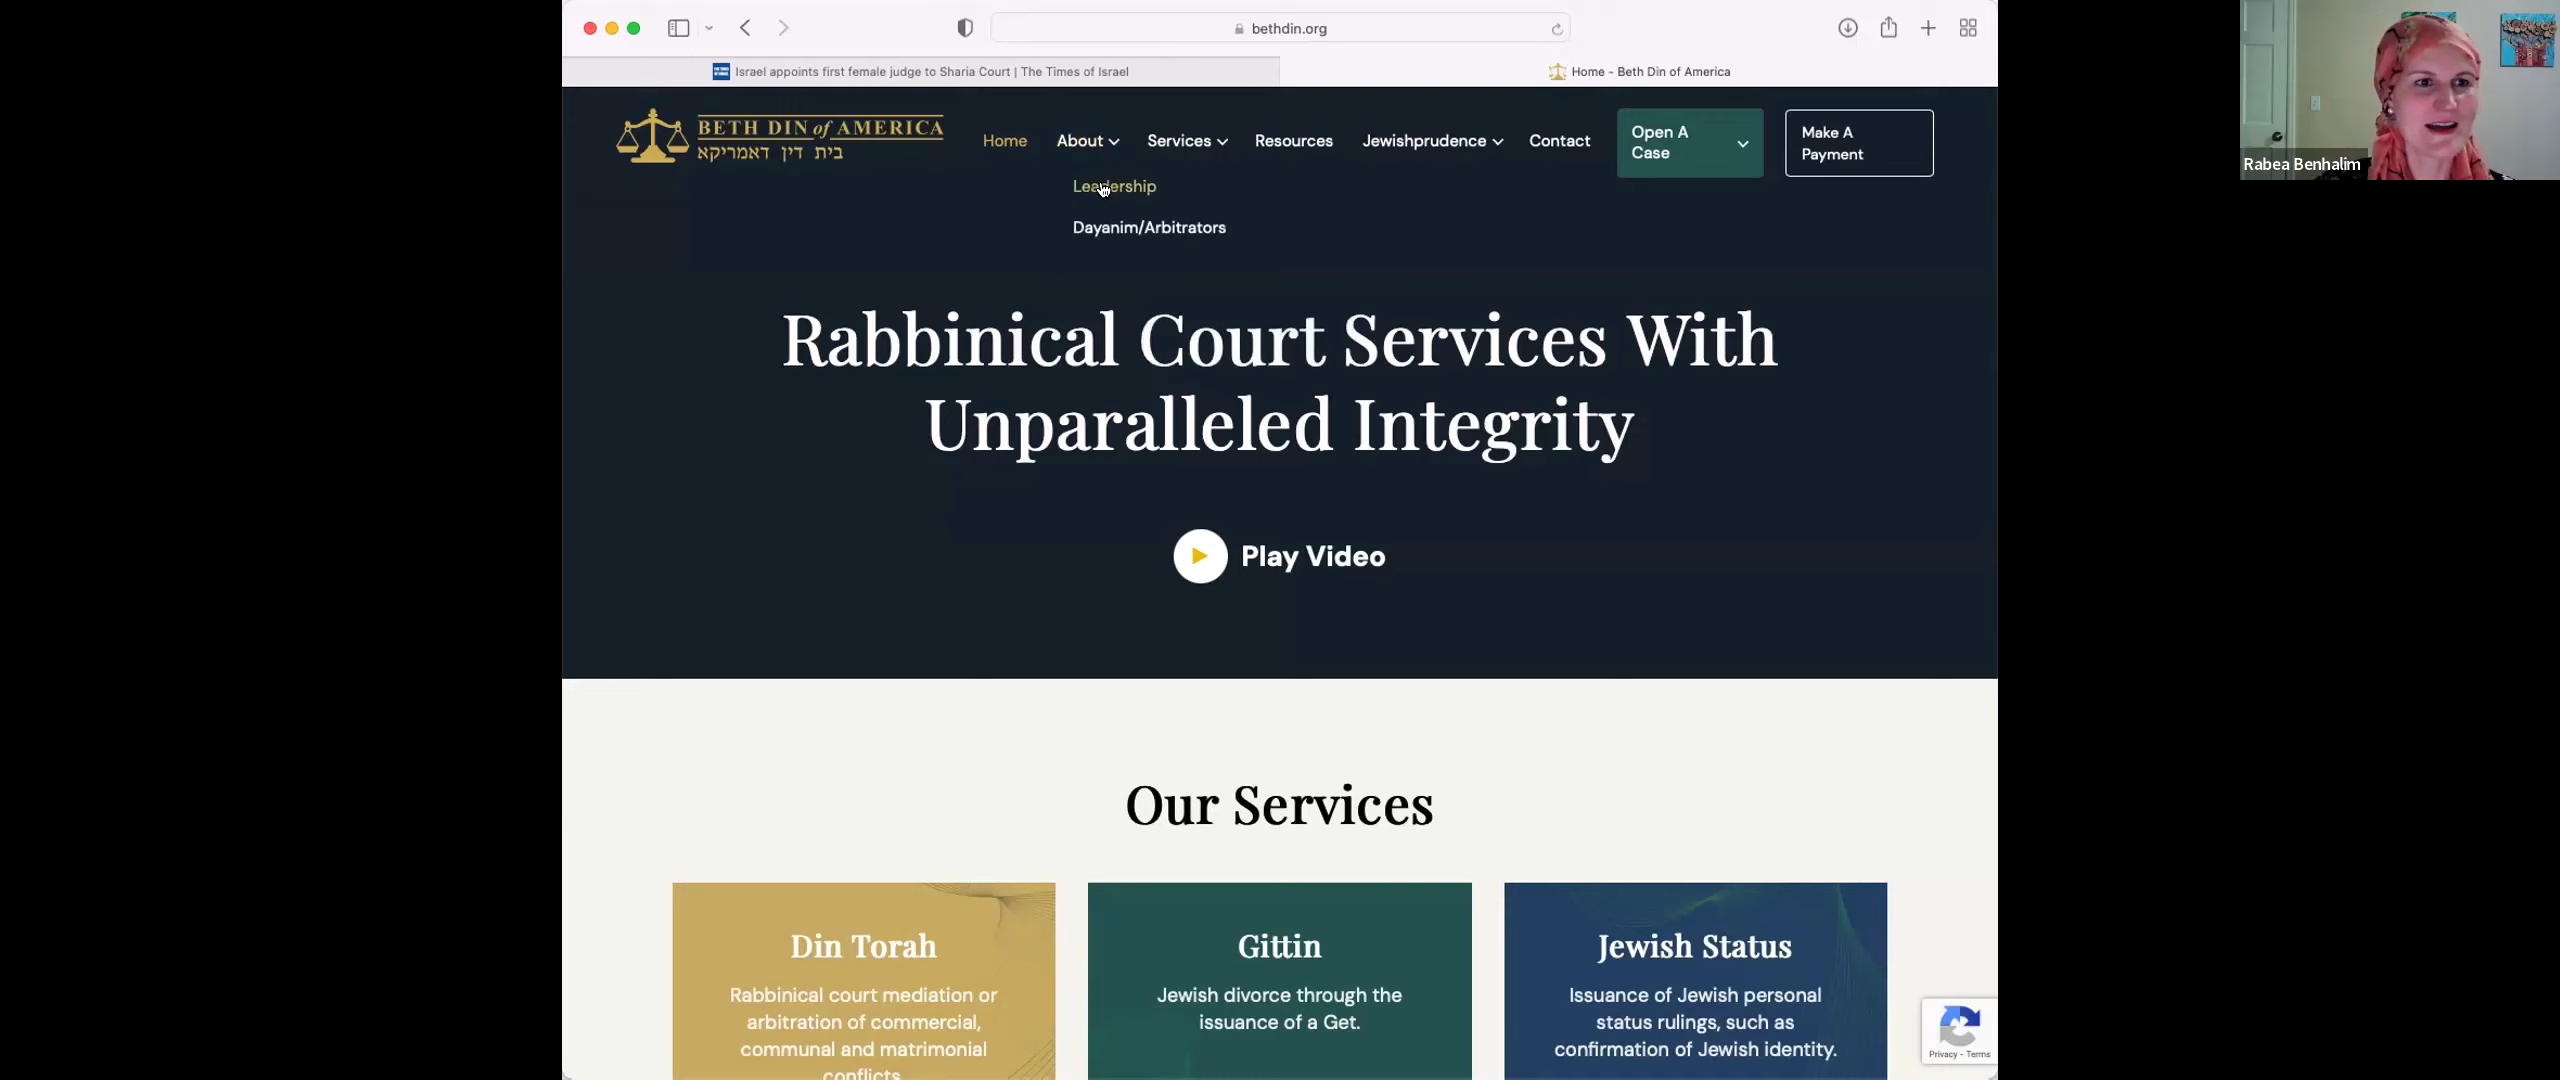 bethdin.org
Israel appoints first female judge to Sharia Court | The Times of Israel
Home - Beth Din of America
BETH DIN of AMERICA
בית דין דאמריקא
Home
About
Services
Resources
Jewishprudence
Contact
Open A
Case
Make A
Payment
Leadership
Dayanim/Arbitrators
Rabbinical Court Services With
Unparalleled Integrity
Play Video
Our Services
Din Torah
Rabbinical court mediation or
arbitration of commercial,
communal and matrimonial
conflicts
Gittin
Jewish divorce through the
issuance of a Get.
Jewish Status
Issuance of Jewish personal
status rulings, such as
confirmation of Jewish identity.
Privacy - Terms
Rabea Benhalim